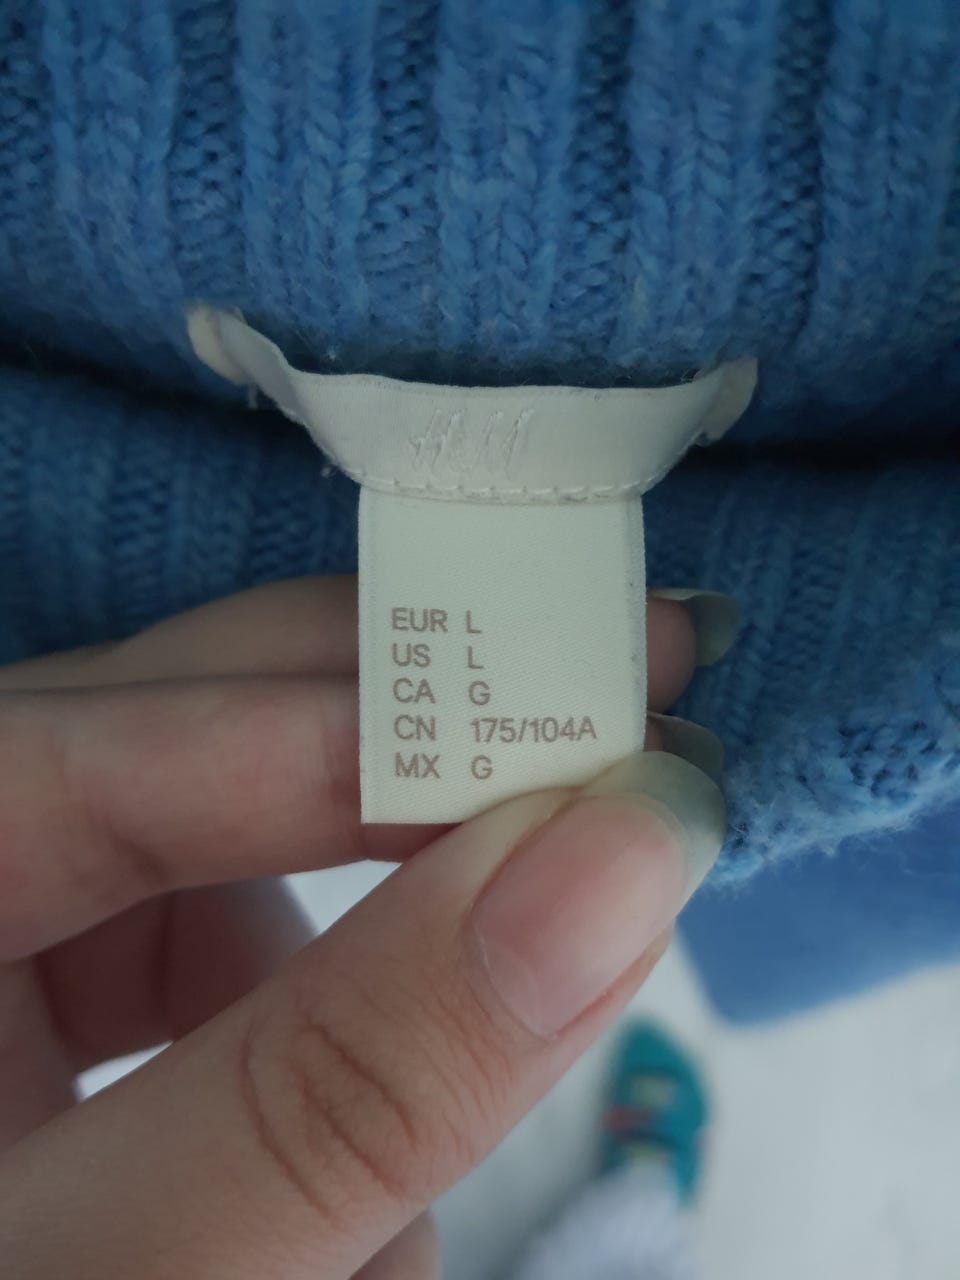 H&M
EUR L
US L
CA G
CN 175/104A
MX G